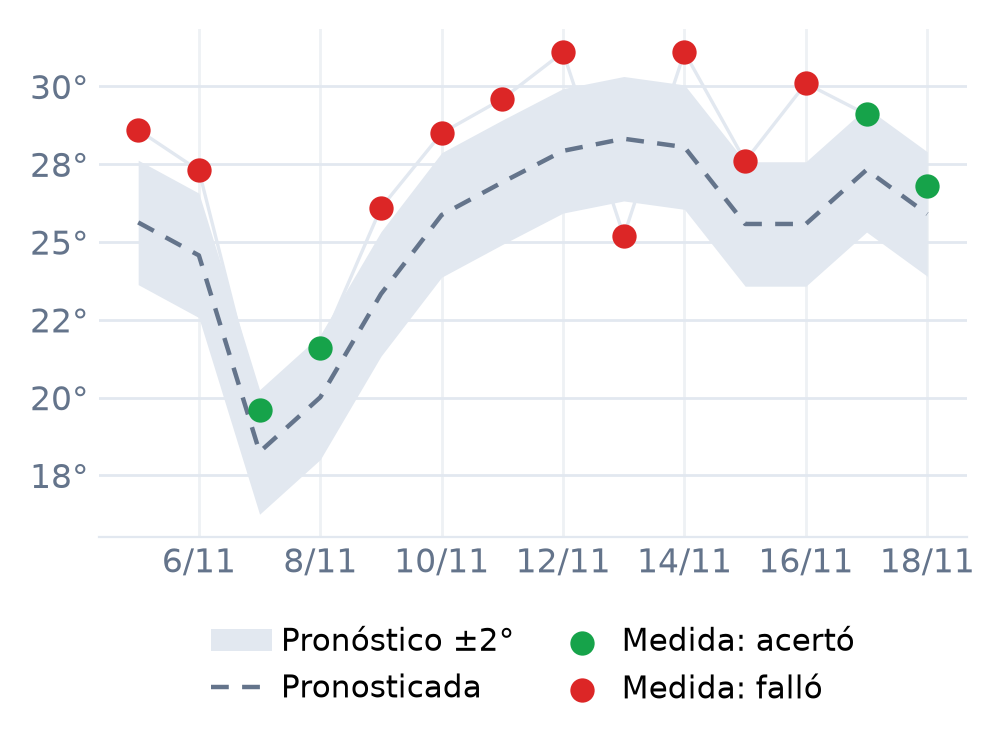 30°
28°
25°
22°
20°
18°
6/11 8/11 10/11 12/11 14/11 16/11 18/11
Pronóstico ±2°
Pronosticada
Medida: acertó
Medida: falló